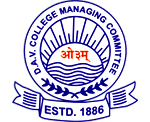 D.A.V. COLLEGE MANAGING COMMITTEE
ओ३म्
ESTD. 1886